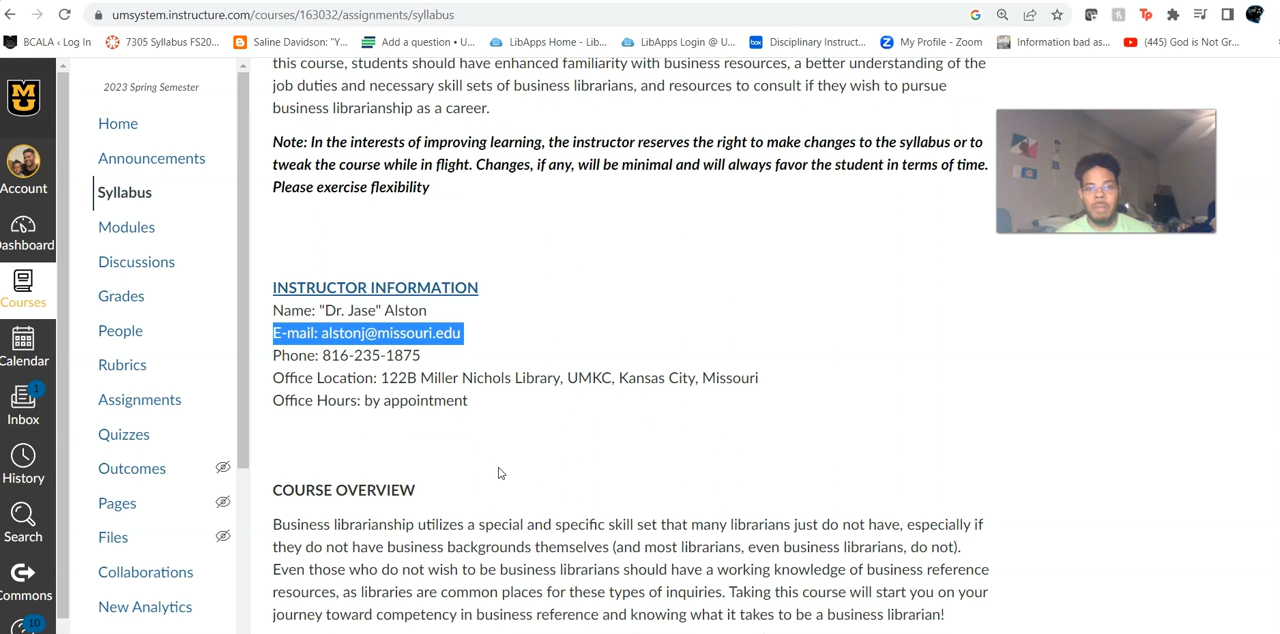 umsystem.instructure.com/courses/163032/assignments/syllabus
BCALA ‹ Log In
7305 Syllabus FS20...
Saline Davidson: "Y...
Add a question • U...
LibApps Home - Lib...
LibApps Login @ U...
box
Disciplinary Instruct...
My Profile - Zoom
Information bad as...
(445) God is Not Gr...
Account
Dashboard
Courses
Calendar
1
Inbox
History
Search
Commons
10
2023 Spring Semester
Home
Announcements
Syllabus
Modules
Discussions
Grades
People
Rubrics
Assignments
Quizzes
Outcomes
Pages
Files
Collaborations
New Analytics
this course, students should have enhanced familiarity with business resources, a better understanding of the
job duties and necessary skill sets of business librarians, and resources to consult if they wish to pursue
business librarianship as a career.
Note: In the interests of improving learning, the instructor reserves the right to make changes to the syllabus or to
tweak the course while in flight. Changes, if any, will be minimal and will always favor the student in terms of time.
Please exercise flexibility
INSTRUCTOR INFORMATION
Name: "Dr. Jase" Alston
E-mail: alstonj@missouri.edu
Phone: 816-235-1875
Office Location: 122B Miller Nichols Library, UMKC, Kansas City, Missouri
Office Hours: by appointment
COURSE OVERVIEW
Business librarianship utilizes a special and specific skill set that many librarians just do not have, especially if
they do not have business backgrounds themselves (and most librarians, even business librarians, do not).
Even those who do not wish to be business librarians should have a working knowledge of business reference
resources, as libraries are common places for these types of inquiries. Taking this course will start you on your
journey toward competency in business reference and knowing what it takes to be a business librarian!